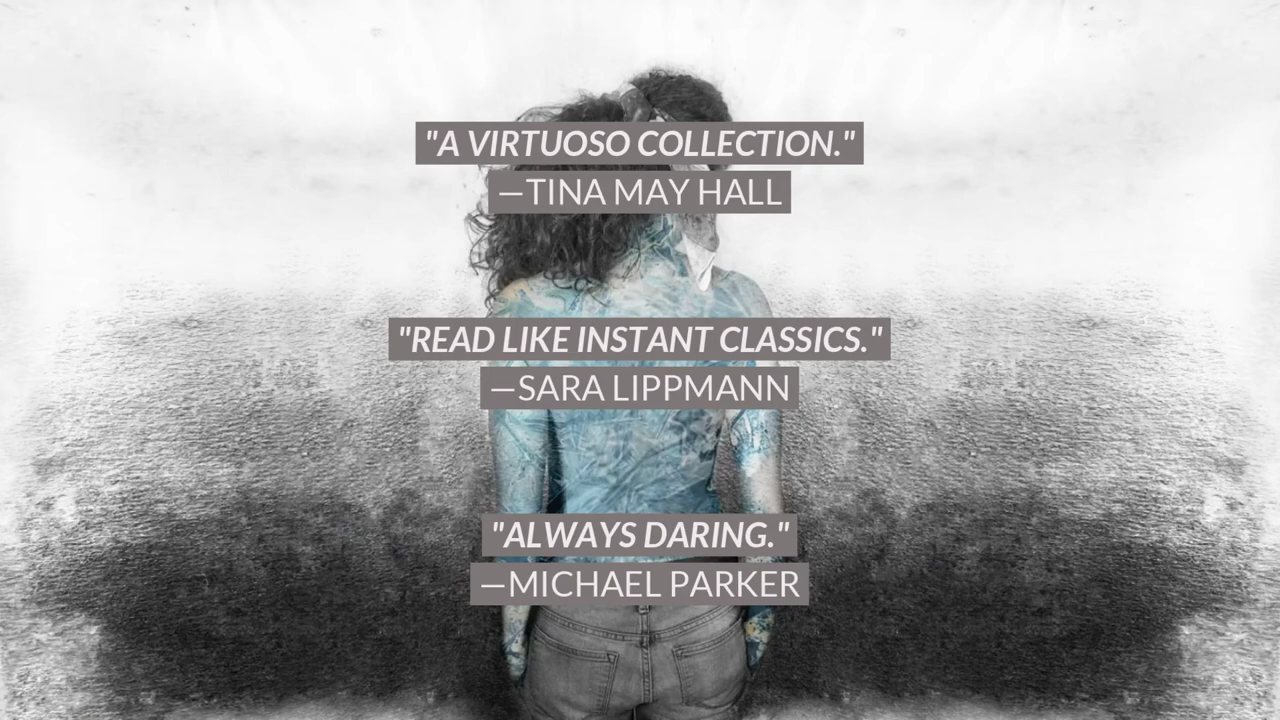 "A VIRTUOSO COLLECTION."
—TINA MAY HALL
"READ LIKE INSTANT CLASSICS."
—SARA LIPPMANN
"ALWAYS DARING."
—MICHAEL PARKER